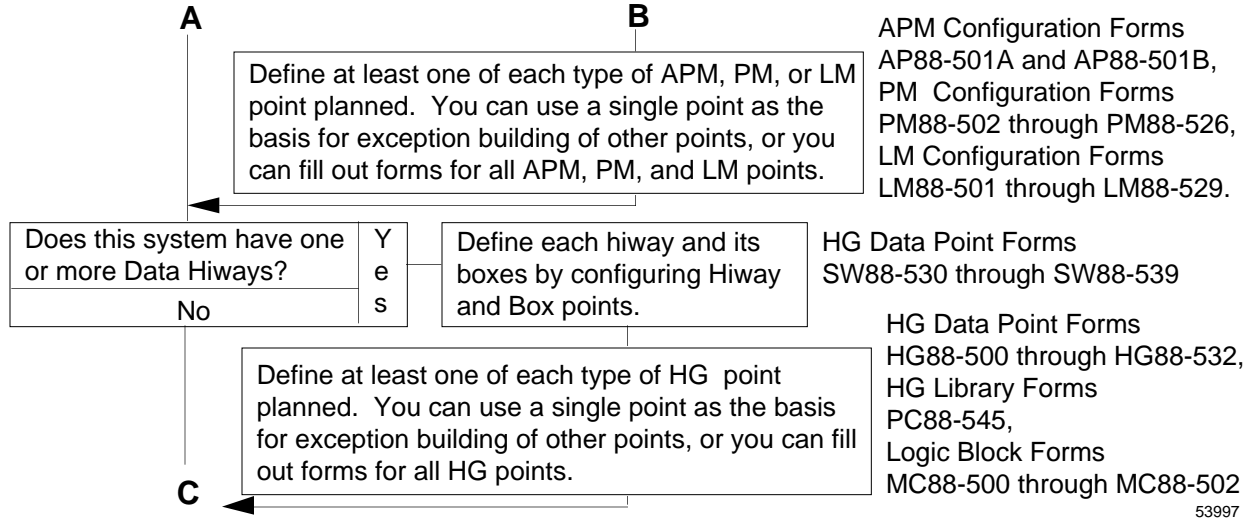 A
B
Define at least one of each type of APM, PM, or LM
point planned. You can use a single point as the
basis for exception building of other points, or you
can fill out forms for all APM, PM, and LM points.
APM Configuration Forms
AP88-501A and AP88-501B,
PM Configuration Forms
PM88-502 through PM88-526,
LM Configuration Forms
LM88-501 through LM88-529.
Does this system have one
or more Data Hiways?
Yes
No
Define each hiway and its
boxes by configuring Hiway
and Box points.
HG Data Point Forms
SW88-530 through SW88-539
Define at least one of each type of HG point
planned. You can use a single point as the basis
for exception building of other points, or you can fill
out forms for all HG points.
HG Data Point Forms
HG88-500 through HG88-532,
HG Library Forms
PC88-545,
Logic Block Forms
MC88-500 through MC88-502
C
53997